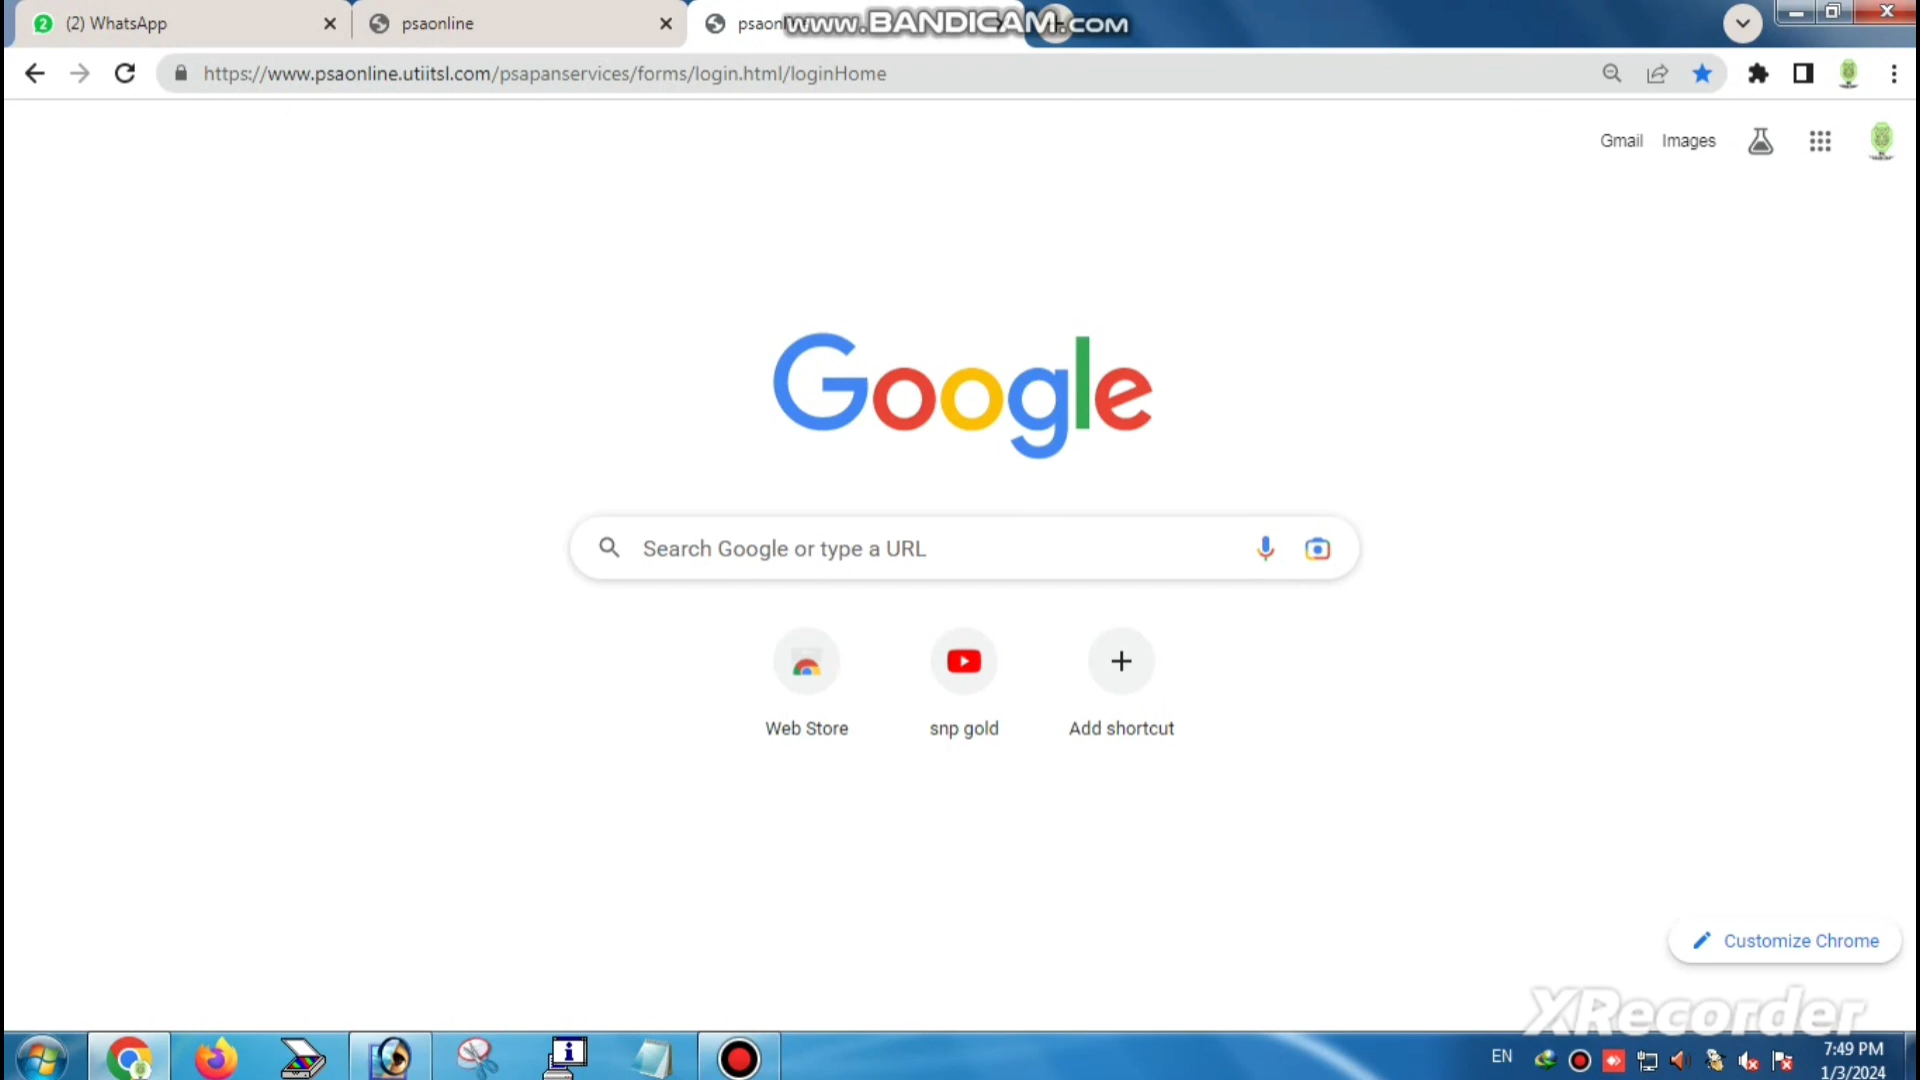 (2) WhatsApp
psaonline
psaonl
www.BANDICAM.COM
https://www.psaonline.utiitsl.com/psapanservices/forms/login.html/loginHome
Gmail Images
Google
Search Google or type a URL
Web Store
snp gold
Add shortcut
Customize Chrome
XRecorder
EN
7:49 PM
1/3/2024